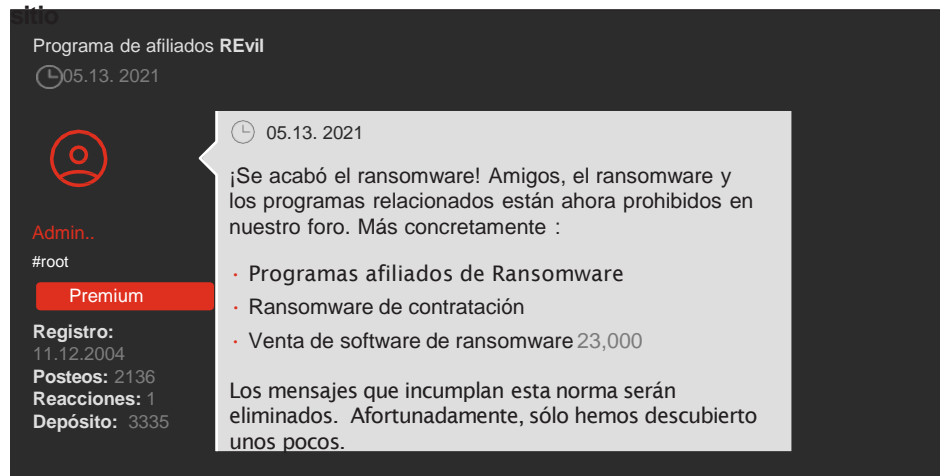 sitio
Programa de afiliados REvil
05.13. 2021
Admin..
#root
Premium
Registro:
11.12.2004
Posteos: 2136
Reacciones: 1
Depósito: 3335
05.13. 2021
¡Se acabó el ransomware! Amigos, el ransomware y
los programas relacionados están ahora prohibidos en
nuestro foro. Más concretamente :
· Programas afiliados de Ransomware
· Ransomware de contratación
· Venta de software de ransomware 23,000
Los mensajes que incumplan esta norma serán
eliminados. Afortunadamente, sólo hemos descubierto
unos pocos.